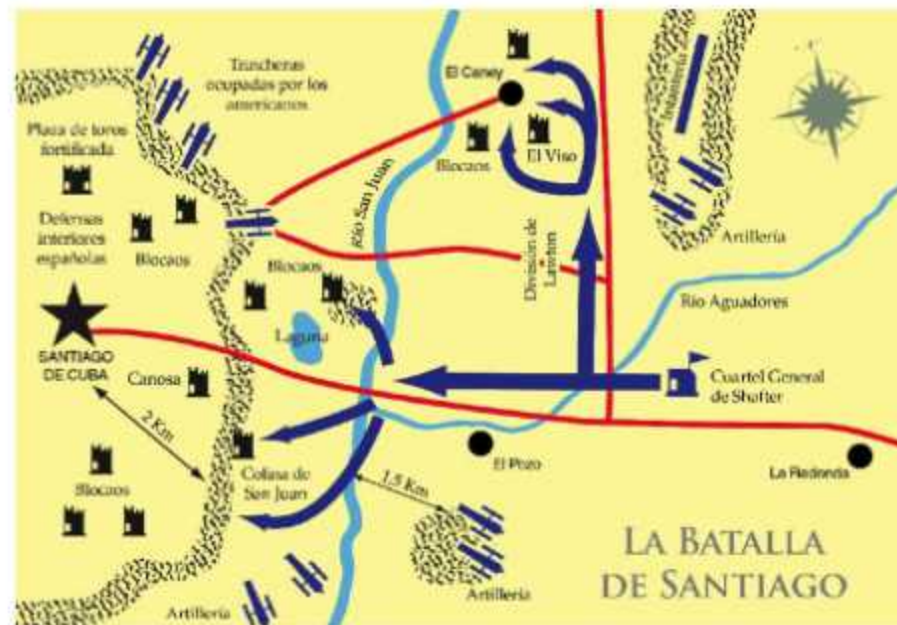 Trincheras
ocupadas por los
americanos
Plaza de toros
fortificada
Defensas
interiores
españolas
Blocaos
SANTIAGO
DE CUBA
Canosa
2 Km
Blocaos
Blocaos
Laguna
Colina de
San Juan
Artillería
Río San Juan
El Caney
Blocaos
El Viso
División de
Lawton
Infantería
Artillería
Río Aguadores
Cuartel General
de Shafter
El Pozo
La Redonda
1,5 Km
Artillería
LA BATALLA
DE SANTIAGO